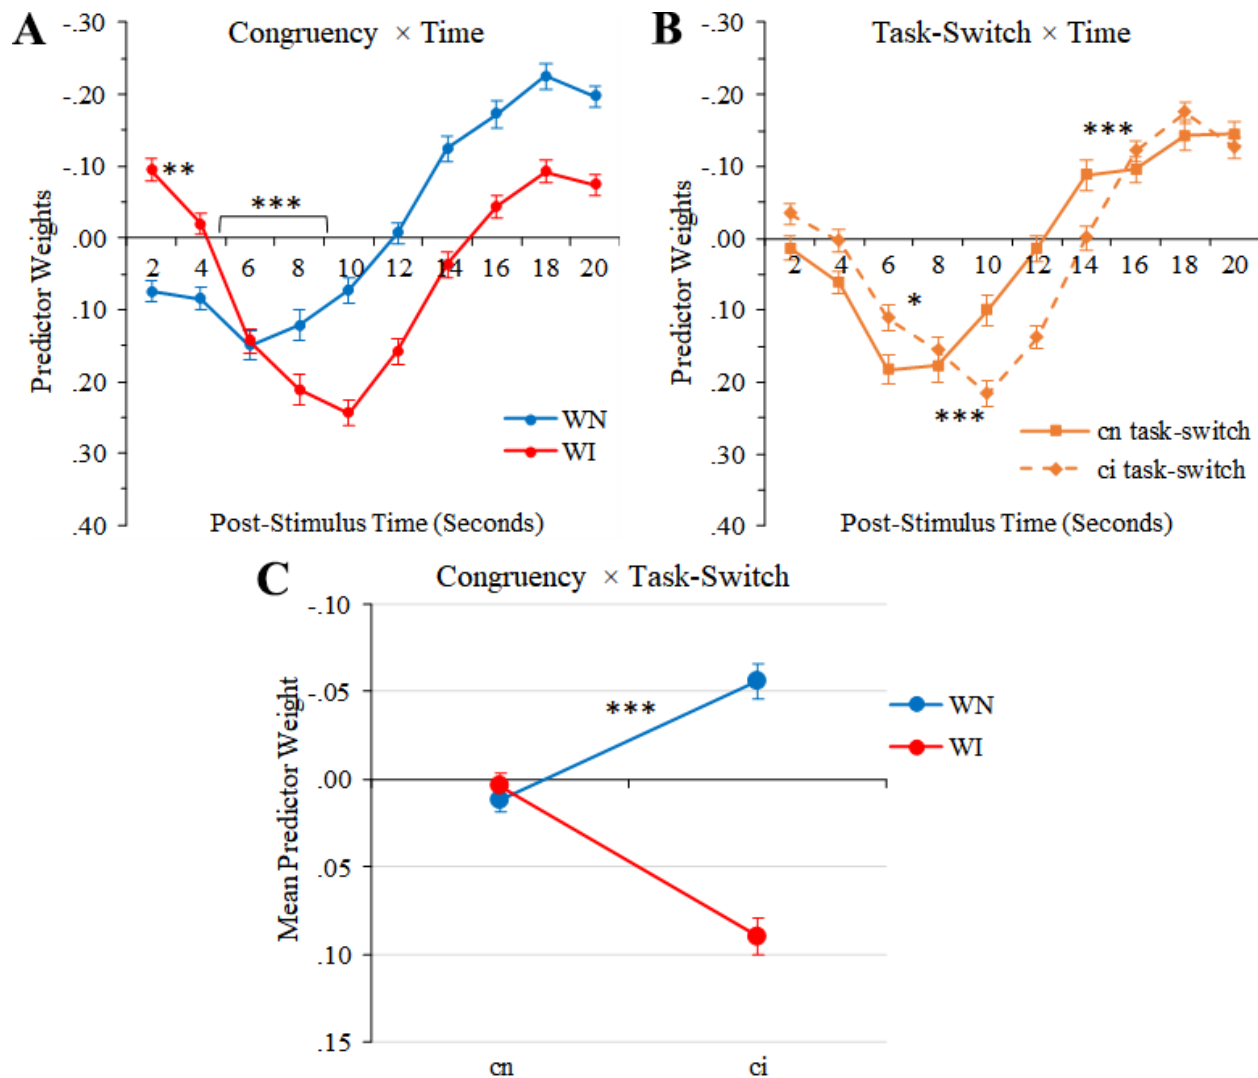 A
Congruency × Time
Predictor Weights
-.30
-.20
-.10
.00
.10
.20
.30
.40
**
***
2 4 6 8 10 12 14 16 18 20
WN
WI
Post-Stimulus Time (Seconds)
B
Task-Switch × Time
Predictor Weights
-.30
-.20
-.10
.00
.10
.20
.30
.40
***
2 4 6 8 10 12 14 16 18 20
*
***
cn task-switch
ci task-switch
Post-Stimulus Time (Seconds)
C
Congruency × Task-Switch
Mean Predictor Weight
-.10
-.05
.00
.05
.10
.15
***
WN
WI
cn ci